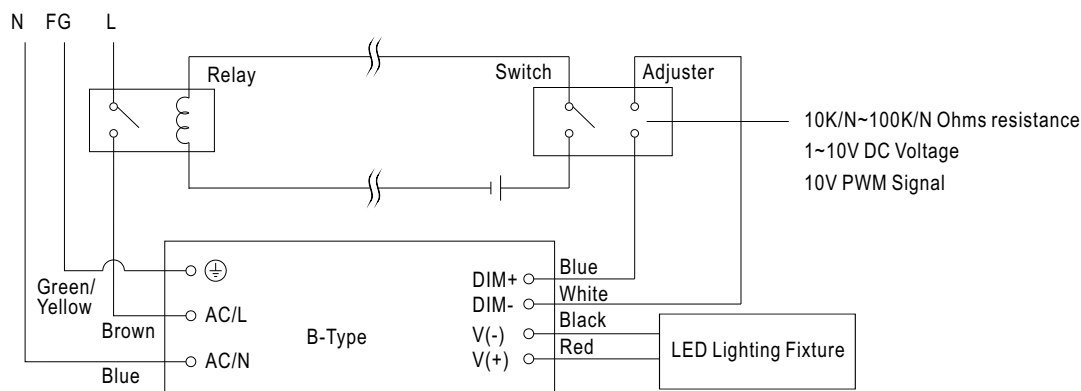 N FG L
Relay
Switch
Adjuster
10K/N~100K/N Ohms resistance
1~10V DC Voltage
10V PWM Signal
Green/
Yellow
Brown
Blue
AC/L
AC/N
B-Type
DIM+
DIM-
V(-)
V(+)
Blue
White
Black
Red
LED Lighting Fixture